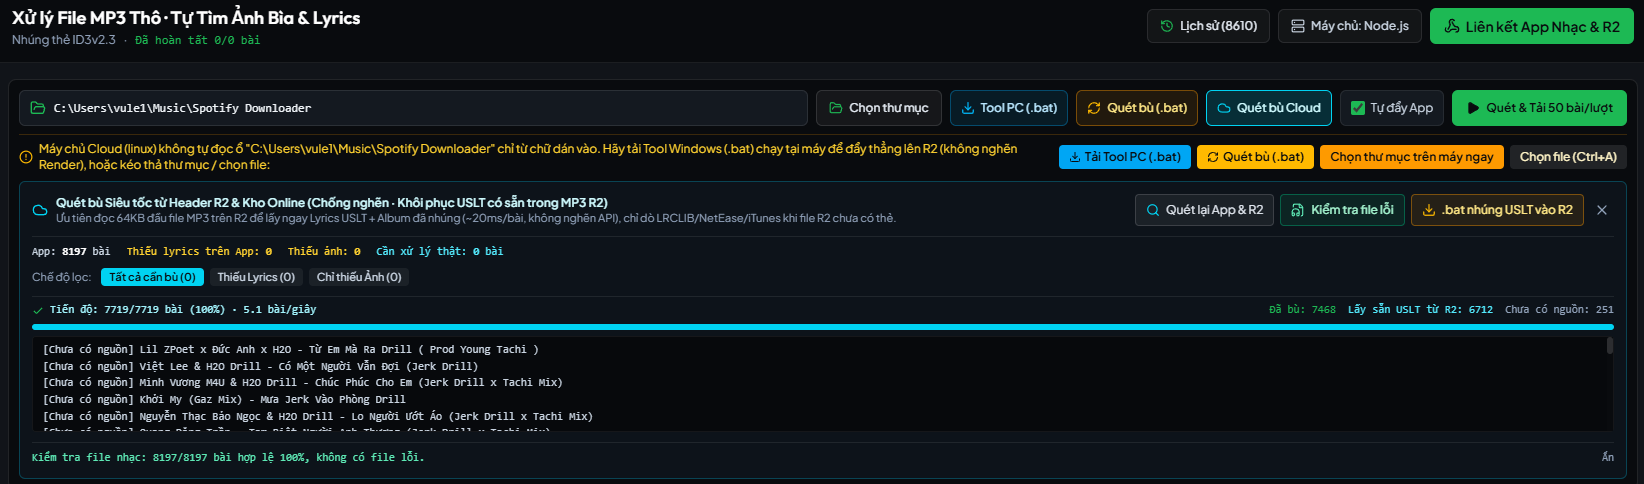 Xử lý File MP3 Thô · Tự Tìm Ảnh Bìa & Lyrics
Nhúng thẻ ID3v2.3 · Đã hoàn tất 0/0 bài
Lịch sử (8610)
Máy chủ: Node.js
Liên kết App Nhạc & R2
C:\Users\vule1\Music\Spotify Downloader
Chọn thư mục
Tool PC (.bat)
Quét bù (.bat)
Quét bù Cloud
Tự đẩy App
Quét & Tải 50 bài/lượt
Máy chủ Cloud (linux) không tự đọc ổ "C:\Users\vule1\Music\Spotify Downloader" chỉ từ chữ dán vào. Hãy tải Tool Windows (.bat) chạy tại máy để đẩy thẳng lên R2 (không nghẽn
Render), hoặc kéo thả thư mục / chọn file:
Tải Tool PC (.bat)
Quét bù (.bat)
Chọn thư mục trên máy ngay
Chọn file (Ctrl+A)
Quét bù Siêu tốc từ Header R2 & Kho Online (Chống nghẽn · Khôi phục USLT có sẵn trong MP3 R2)
Ưu tiên đọc 64KB đầu file MP3 trên R2 để lấy ngay Lyrics USLT + Album đã nhúng (~20ms/bài, không nghẽn API), chỉ dò LRCLIB/NetEase/iTunes khi file R2 chưa có thẻ.
Quét lại App & R2
Kiểm tra file lỗi
.bat nhúng USLT vào R2
App: 8197 bài Thiếu lyrics trên App: 0 Thiếu ảnh: 0 Cần xử lý thật: 0 bài
Chế độ lọc: Tất cả cần bù (0) Thiếu Lyrics (0) Chỉ thiếu Ảnh (0)
Tiến độ: 7719/7719 bài (100%) · 5.1 bài/giây
Đã bù: 7468 Lấy sẵn USLT từ R2: 6712 Chưa có nguồn: 251
[Chưa có nguồn] Lil ZPoet x Đức Anh x H2O - Từ Em Mà Ra Drill ( Prod Young Tachi )
[Chưa có nguồn] Việt Lee & H2O Drill - Có Một Người Vẫn Đợi (Jerk Drill)
[Chưa có nguồn] Minh Vương M4U & H2O Drill - Chúc Phúc Cho Em (Jerk Drill x Tachi Mix)
[Chưa có nguồn] Khởi My (Gaz Mix) - Mưa Jerk Vào Phòng Drill
[Chưa có nguồn] Nguyễn Thạc Bảo Ngọc & H2O Drill - Lo Người Ướt Áo (Jerk Drill x Tachi Mix)
Kiểm tra file nhạc: 8197/8197 bài hợp lệ 100%, không có file lỗi.
Ẩn